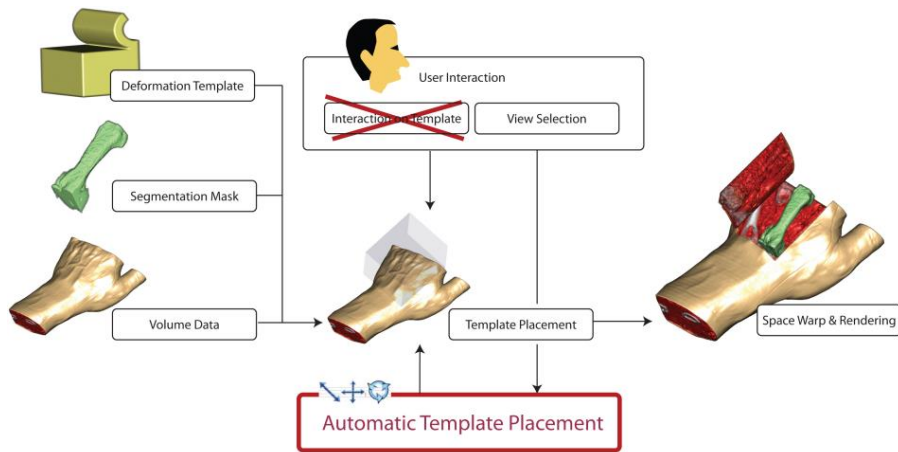 User Interaction
Deformation Template
Interaction on Template
View Selection
Segmentation Mask
Volume Data
Template Placement
Space Warp & Rendering
Automatic Template Placement